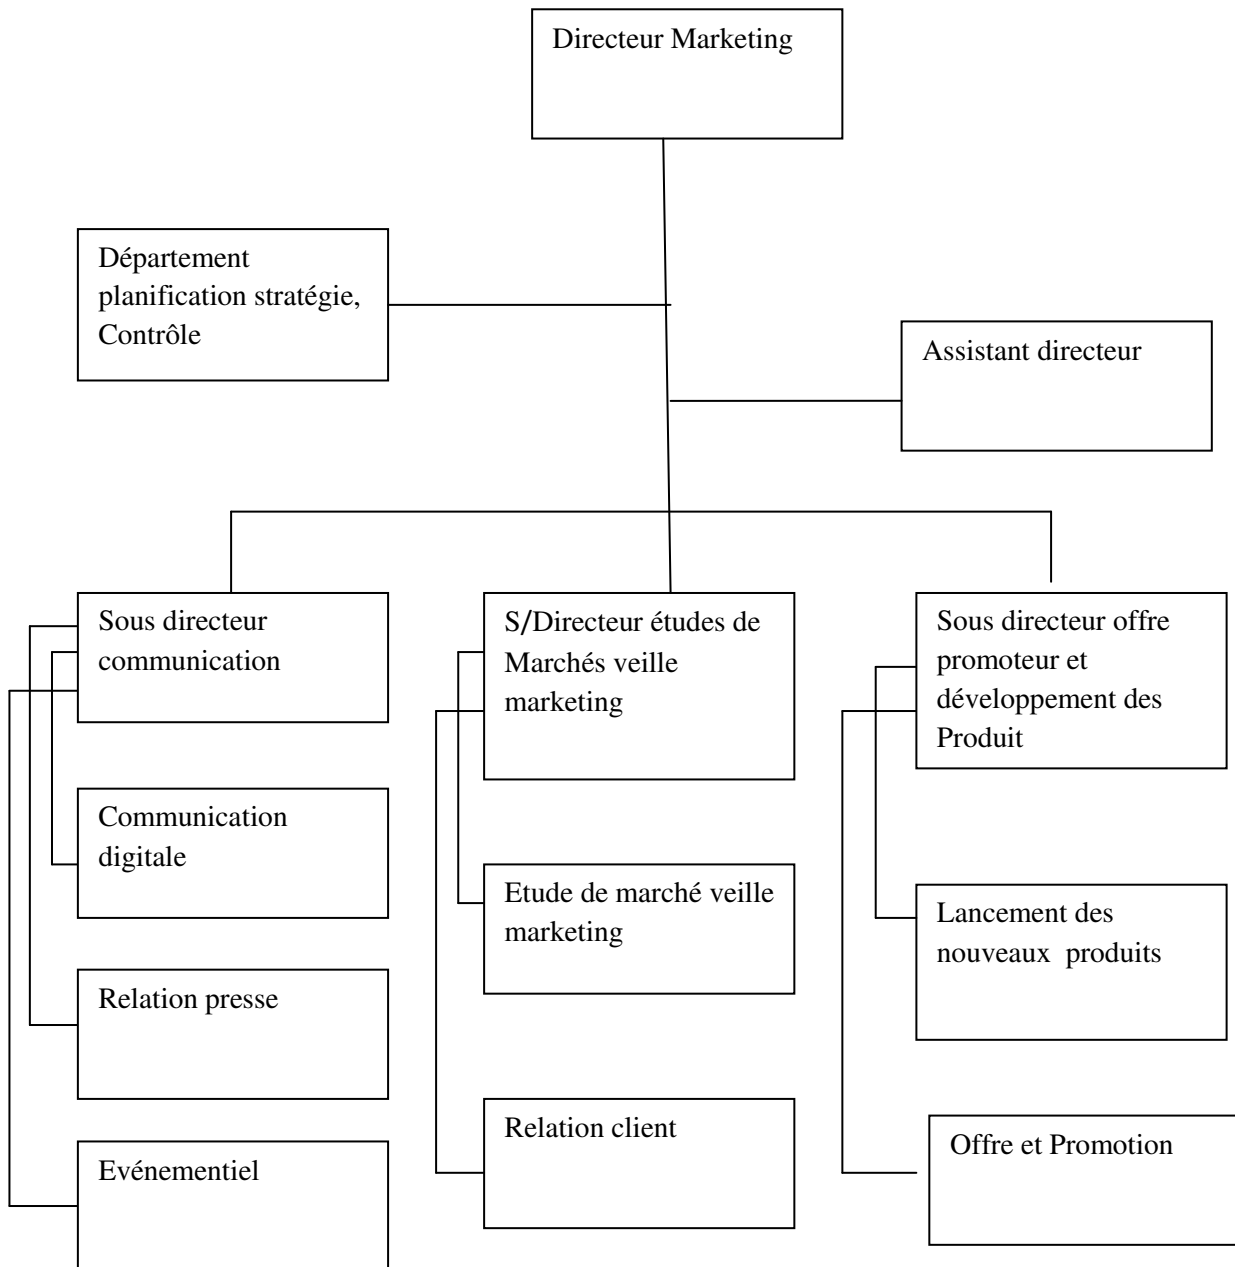 Directeur Marketing
Département
planification stratégie,
Contrôle
Assistant directeur
Sous directeur
communication
S/Directeur études de
Marchés veille
marketing
Sous directeur offre
promoteur et
développement des
Produit
Communication
digitale
Etude de marché veille
marketing
Lancement des
nouveaux  produits
Relation presse
Relation client
Offre et Promotion
Evénementiel